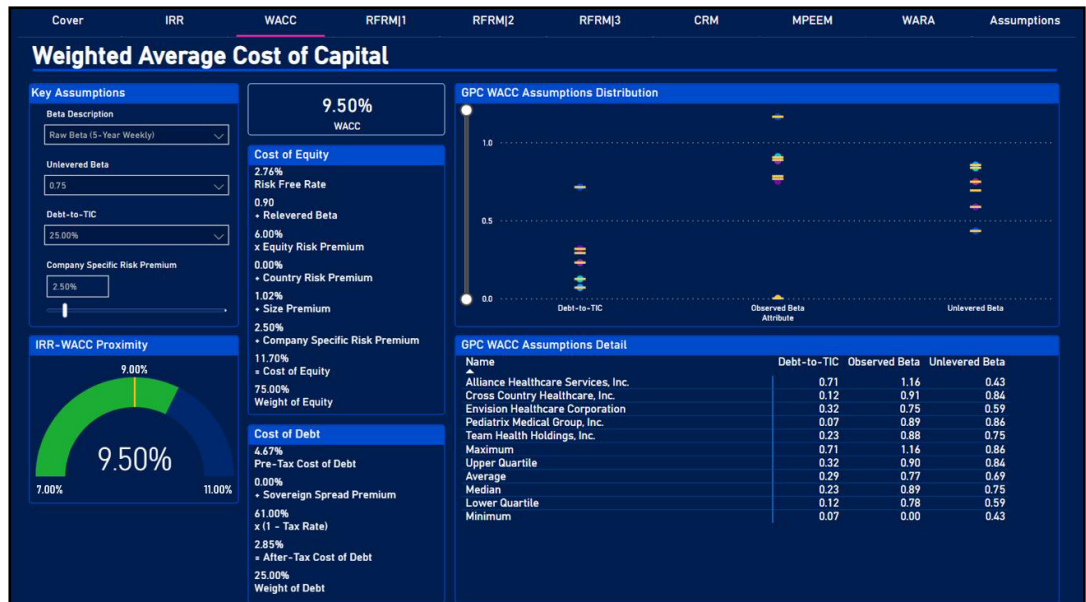 Cover IRR WACC RFRM|1 RFRM|2 RFRM|3 CRM MPEEM WARA Assumptions
Weighted Average Cost of Capital
Key Assumptions
Beta Description
Raw Beta (5-Year Weekly)
Unlevered Beta
0.75
Debt-to-TIC
25.00%
Company Specific Risk Premium
2.50%
IRR-WACC Proximity
9.00%
9.50%
7.00% 11.00%
9.50%
WACC
Cost of Equity
2.76%
Risk Free Rate
0.90
+ Relevered Beta
6.00%
x Equity Risk Premium
0.00%
+ Country Risk Premium
1.02%
+ Size Premium
2.50%
+ Company Specific Risk Premium
11.70%
= Cost of Equity
75.00%
Weight of Equity
Cost of Debt
4.67%
Pre-Tax Cost of Debt
0.00%
+ Sovereign Spread Premium
61.00%
x (1 - Tax Rate)
2.85%
= After-Tax Cost of Debt
25.00%
Weight of Debt
GPC WACC Assumptions Distribution
1.0
0.5
0.0
Debt-to-TIC Observed Beta Unlevered Beta
Attribute
GPC WACC Assumptions Detail
Name Debt-to-TIC Observed Beta Unlevered Beta
Alliance Healthcare Services, Inc. 0.71 1.16 0.43
Cross Country Healthcare, Inc. 0.12 0.91 0.84
Envision Healthcare Corporation 0.32 0.75 0.59
Pediatrix Medical Group, Inc. 0.07 0.89 0.86
Team Health Holdings, Inc. 0.23 0.88 0.75
Maximum 0.71 1.16 0.86
Upper Quartile 0.32 0.90 0.84
Average 0.29 0.77 0.69
Median 0.23 0.89 0.75
Lower Quartile 0.12 0.78 0.59
Minimum 0.07 0.00 0.43